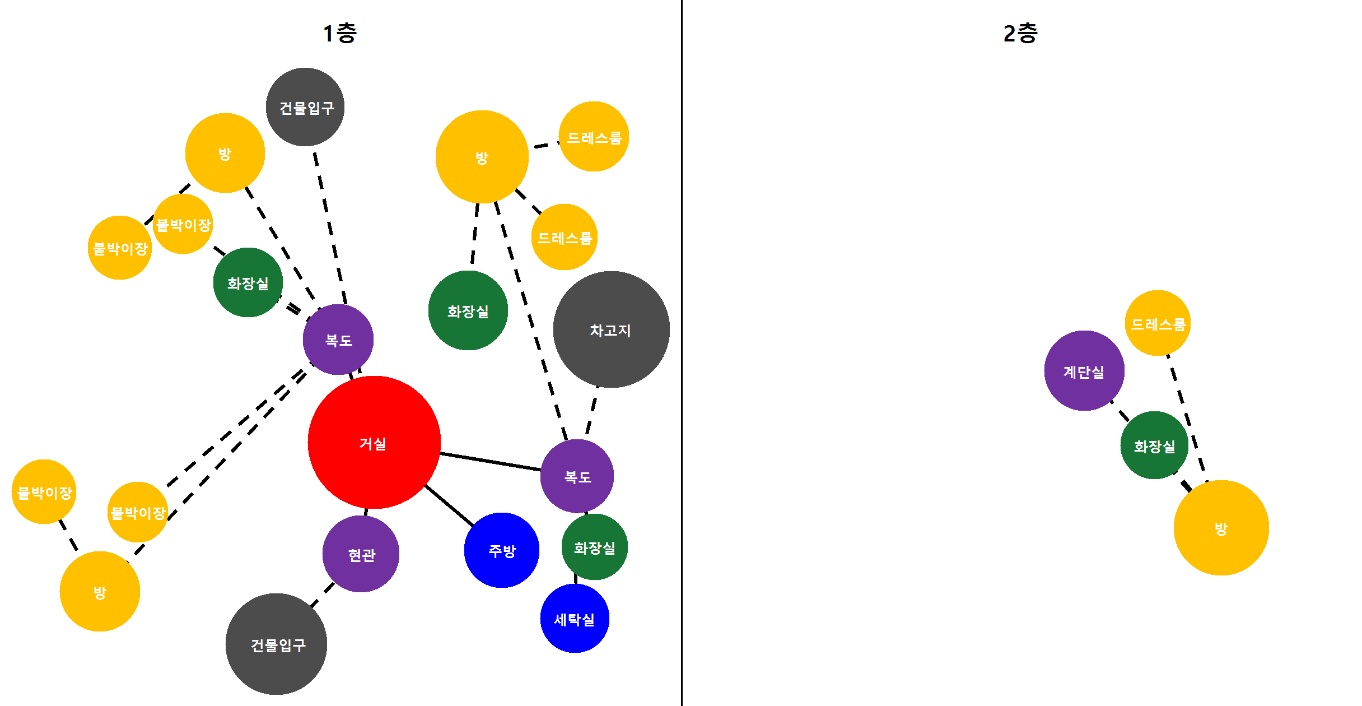 1층
건물입구
방
드레스룸
방
붙박이장
드레스룸
붙박이장
화장실
화장실
차고지
복도
거실
복도
붙박이장
붙박이장
현관
주방
화장실
방
세탁실
건물입구
2층
드레스룸
계단실
화장실
방